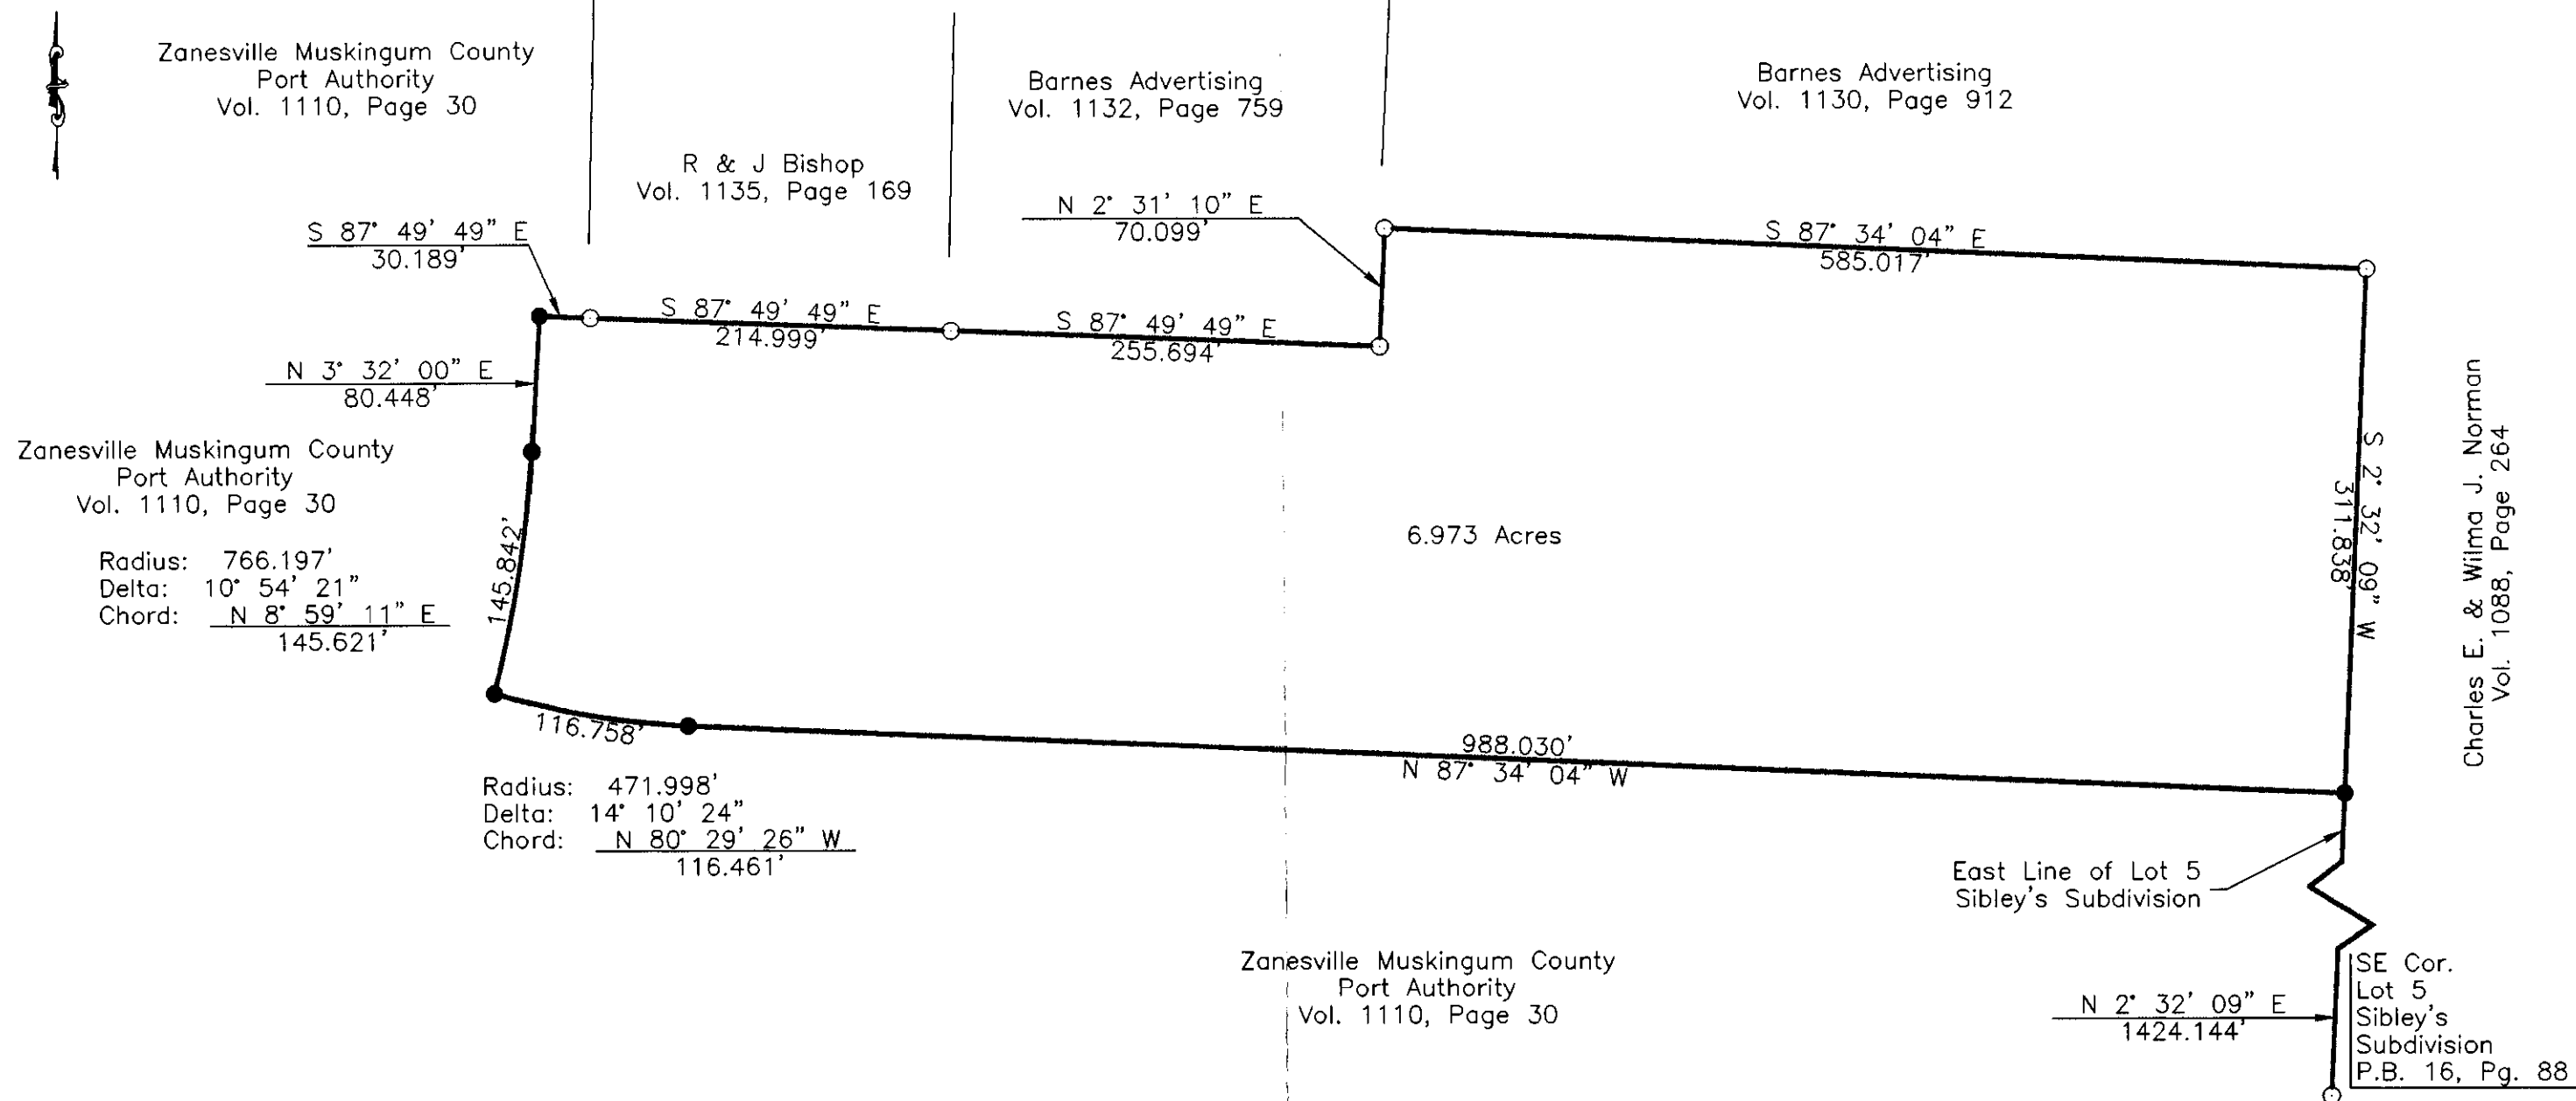 Zanesville Muskingum County
Port Authority
Vol. 1110, Page 30
Barnes Advertising
Vol. 1132, Page 759
Barnes Advertising
Vol. 1130, Page 912
R & J Bishop
Vol. 1135, Page 169
N 2° 31' 10" E
70.099'
S 87° 49' 49" E
30.189'
S 87° 34' 04" E
585.017'
S 87° 49' 49" E
214.999'
S 87° 49' 49" E
255.694'
N 3° 32' 00" E
80.448'
Zanesville Muskingum County
Port Authority
Vol. 1110, Page 30
Radius: 766.197'
Delta: 10° 54' 21"
Chord: N 8° 59' 11" E
145.621'
145.842'
6.973 Acres
S 2° 32' 09" W
311.838'
Charles E. & Wilma J. Norman
Vol. 1088, Page 264
116.758'
988.030'
N 87° 34' 04" W
Radius: 471.998'
Delta: 14° 10' 24"
Chord: N 80° 29' 26" W
116.461'
East Line of Lot 5
Sibley's Subdivision
Zanesville Muskingum County
Port Authority
Vol. 1110, Page 30
N 2° 32' 09" E
1424.144'
SE Cor.
Lot 5
Sibley's
Subdivision
P.B. 16, Pg. 88